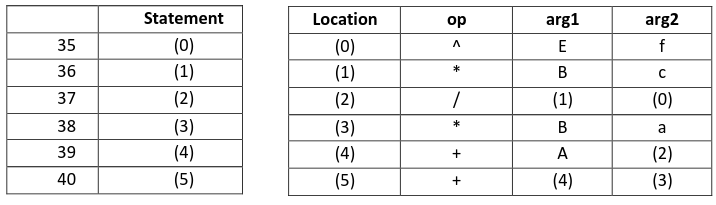 Statement
35 (0)
36 (1)
37 (2)
38 (3)
39 (4)
40 (5)
Location op arg1 arg2
(0) ^ E f
(1) * B c
(2) / (1) (0)
(3) * B a
(4) + A (2)
(5) + (4) (3)